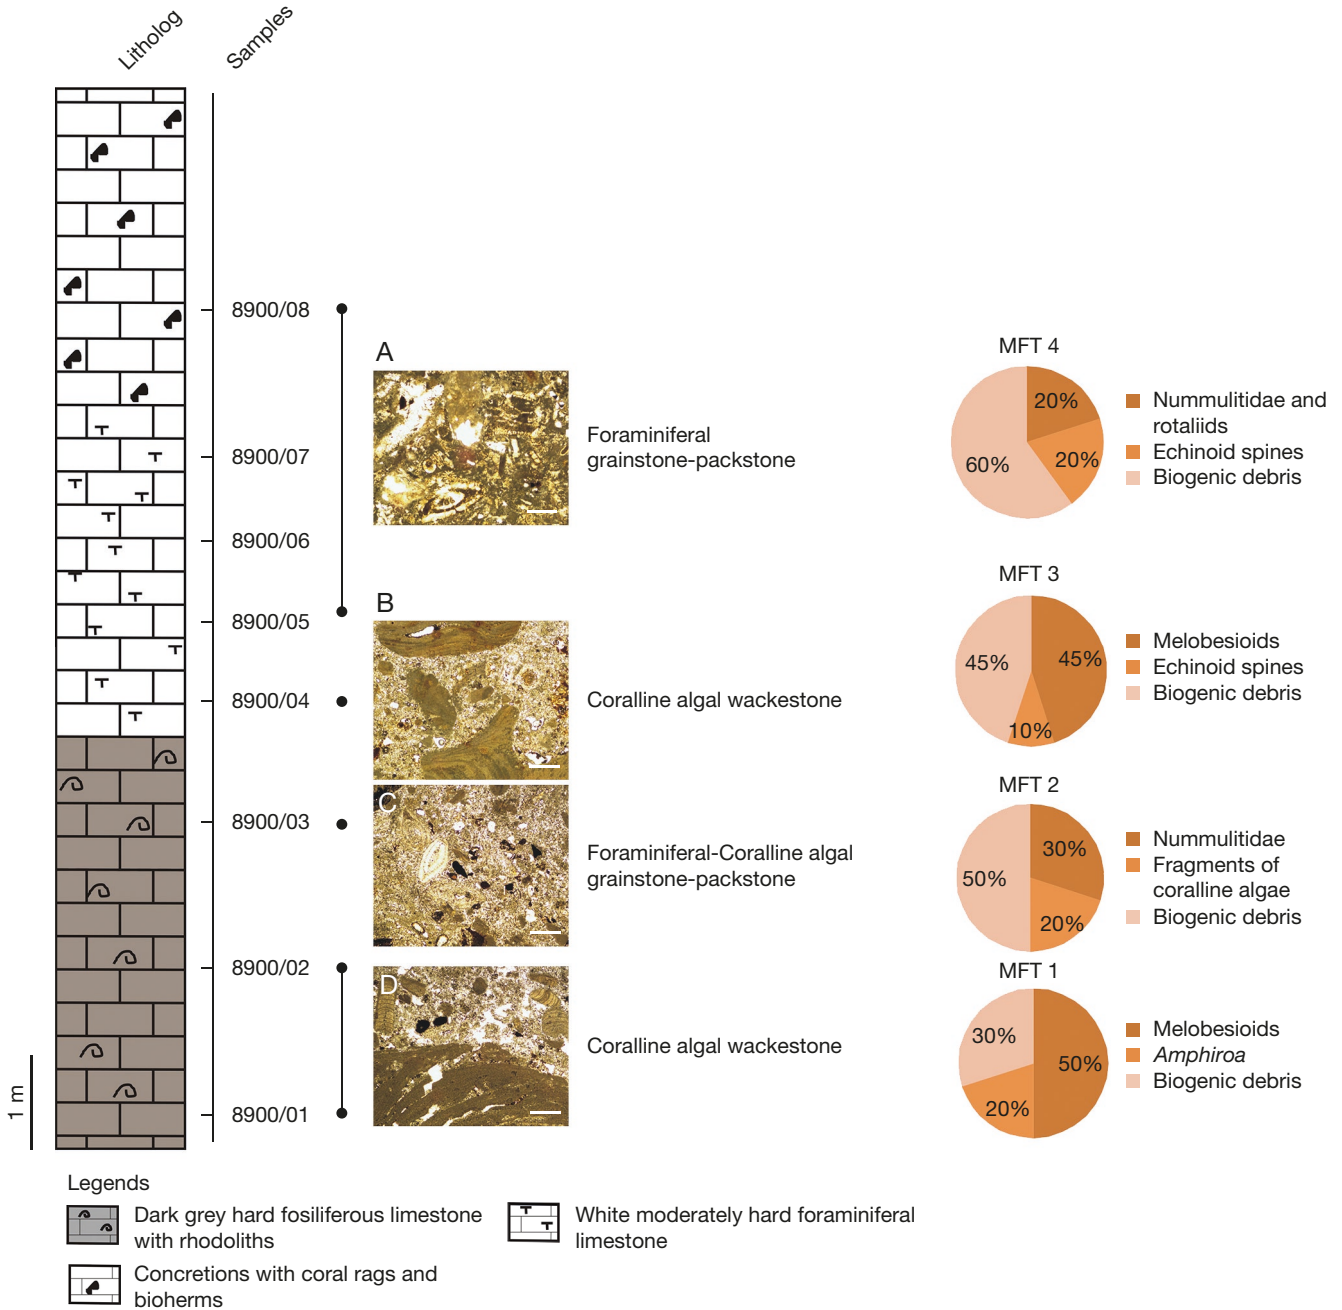 Litholog
Samples
8900/08
A
MFT 4
20%
20%
60%
Nummulitidae and
rotaliids
Echinoid spines
Biogenic debris
Foraminiferal
grainstone-packstone
8900/07
8900/06
8900/05
B
MFT 3
45%
45%
10%
Melobesioids
Echinoid spines
Biogenic debris
8900/04
Coralline algal wackestone
C
MFT 2
30%
50%
20%
Nummulitidae
Fragments of
coralline algae
Biogenic debris
8900/03
Foraminiferal-Coralline algal
grainstone-packstone
8900/02
D
MFT 1
30%
50%
20%
Melobesioids
Amphiroa
Biogenic debris
Coralline algal wackestone
8900/01
1 m
Legends
Dark grey hard fosiliferous limestone
with rhodoliths
White moderately hard foraminiferal
limestone
Concretions with coral rags and
bioherms